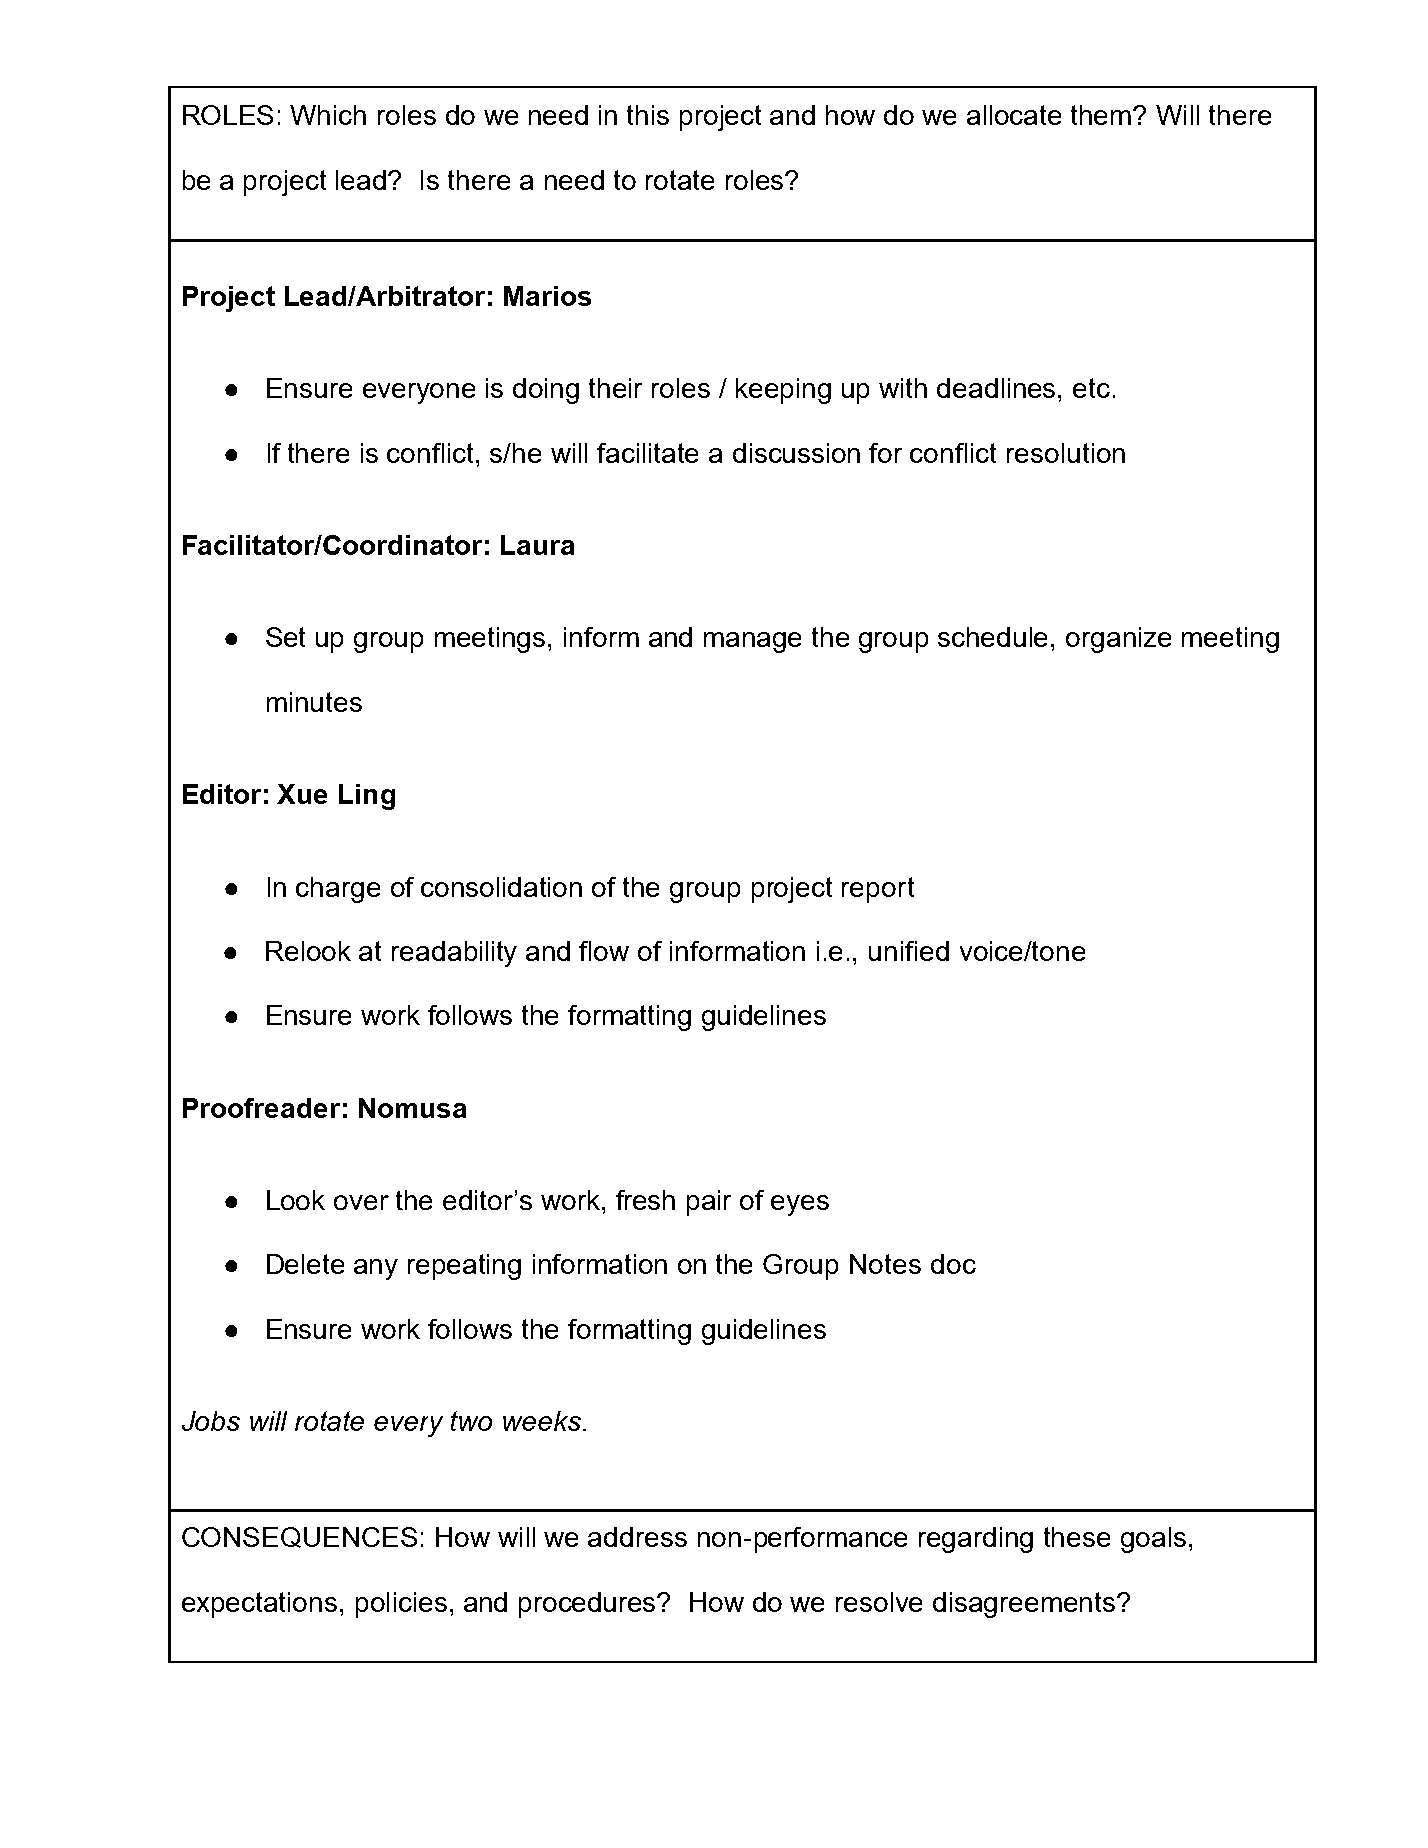 ROLES: Which roles do we need in this project and how do we allocate them? Will there
be a project lead?  Is there a need to rotate roles?
Project Lead/Arbitrator: Marios
● Ensure everyone is doing their roles / keeping up with deadlines, etc.
● If there is conflict, s/he will facilitate a discussion for conflict resolution
Facilitator/Coordinator: Laura
● Set up group meetings, inform and manage the group schedule, organize meeting
minutes
Editor: Xue Ling
● In charge of consolidation of the group project report
● Relook at readability and flow of information i.e., unified voice/tone
● Ensure work follows the formatting guidelines
Proofreader: Nomusa
● Look over the editor’s work, fresh pair of eyes
● Delete any repeating information on the Group Notes doc
● Ensure work follows the formatting guidelines
Jobs will rotate every two weeks.
CONSEQUENCES: How will we address non-performance regarding these goals,
expectations, policies, and procedures?  How do we resolve disagreements?